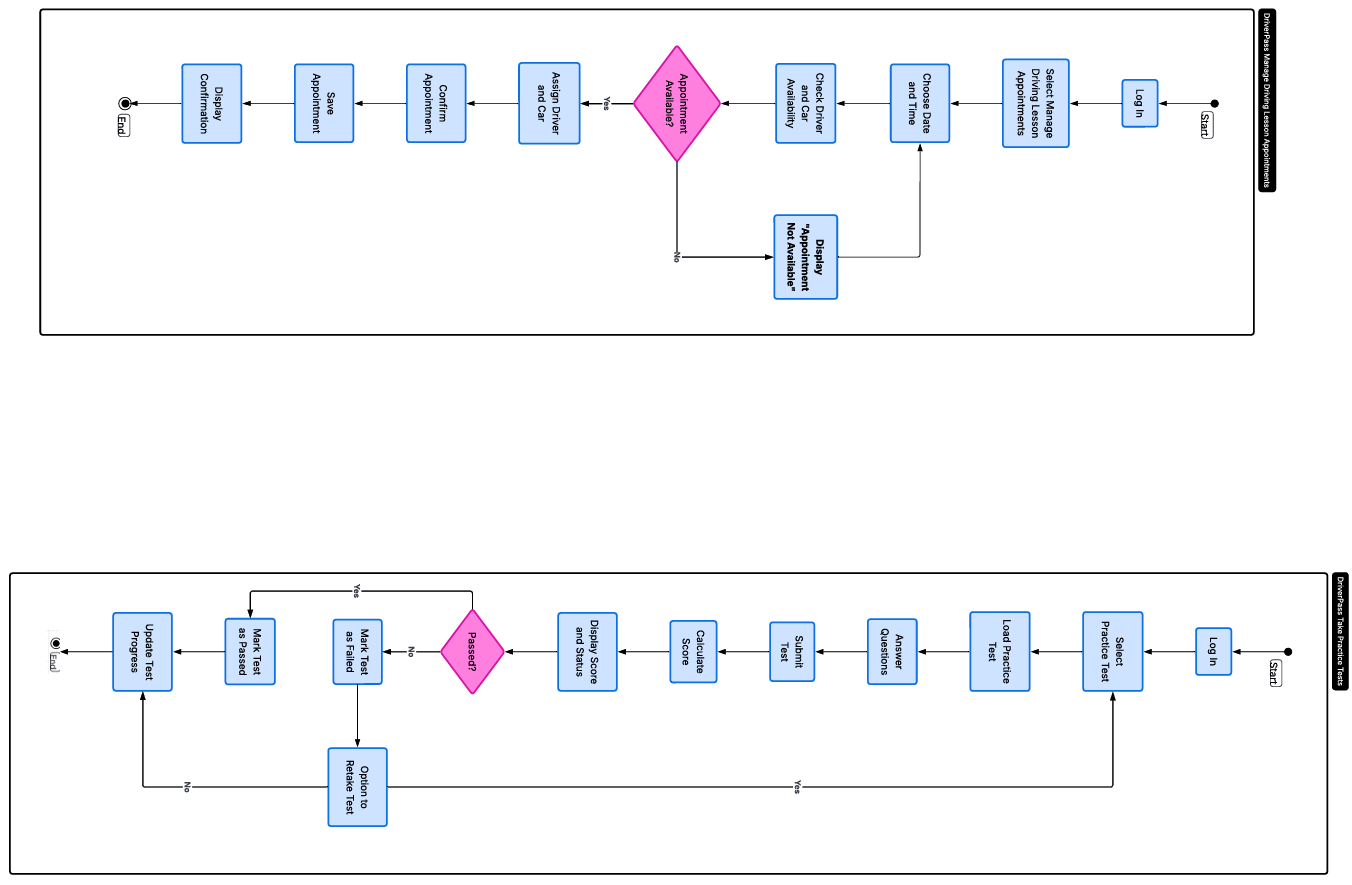 DriverPass Manage Driving Lesson Appointments
Start
Log In
Select Manage
Driving Lesson
Appointments
Choose Date
and Time
Check Driver
and Car
Availability
Appointment
Available?
Yes
No
Display
"Appointment
Not Available"
Assign Driver
and Car
Confirm
Appointment
Save
Appointment
Display
Confirmation
End
DriverPass Take Practice Tests
Start
Log In
Select
Practice Test
Load Practice
Test
Answer
Questions
Submit
Test
Calculate
Score
Display Score
and Status
Passed?
No
Yes
Mark Test
as Failed
Option to
Retake Test
Yes
No
Mark Test
as Passed
Update Test
Progress
End